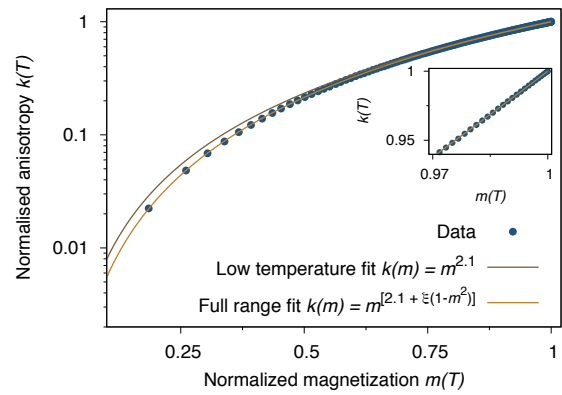 1
0.1
0.01
Normalised anisotropy k(T)
0.25
0.5
0.75
1
Normalized magnetization m(T)
1
0.95
k(T)
0.97
1
m(T)
Data
Low temperature fit k(m) = m^2.1
Full range fit k(m) = m^[2.1 + ξ(1-m^2)]